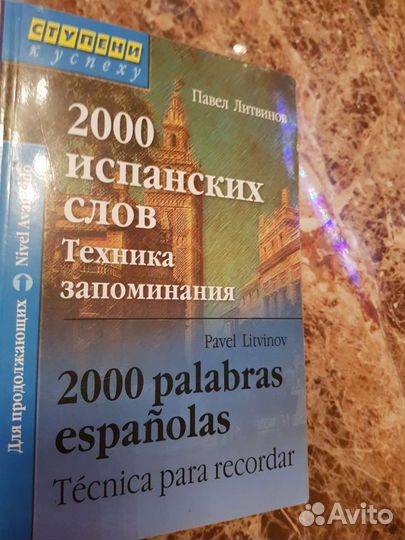 СТУПЕНИ
к успеху
Павел Литвинов
2000
испанских
слов
Техника
запоминания
Для продолжающих Nivel Avanzado
Pavel Litvinov
2000 palabras
españolas
Técnica para recordar
Avito